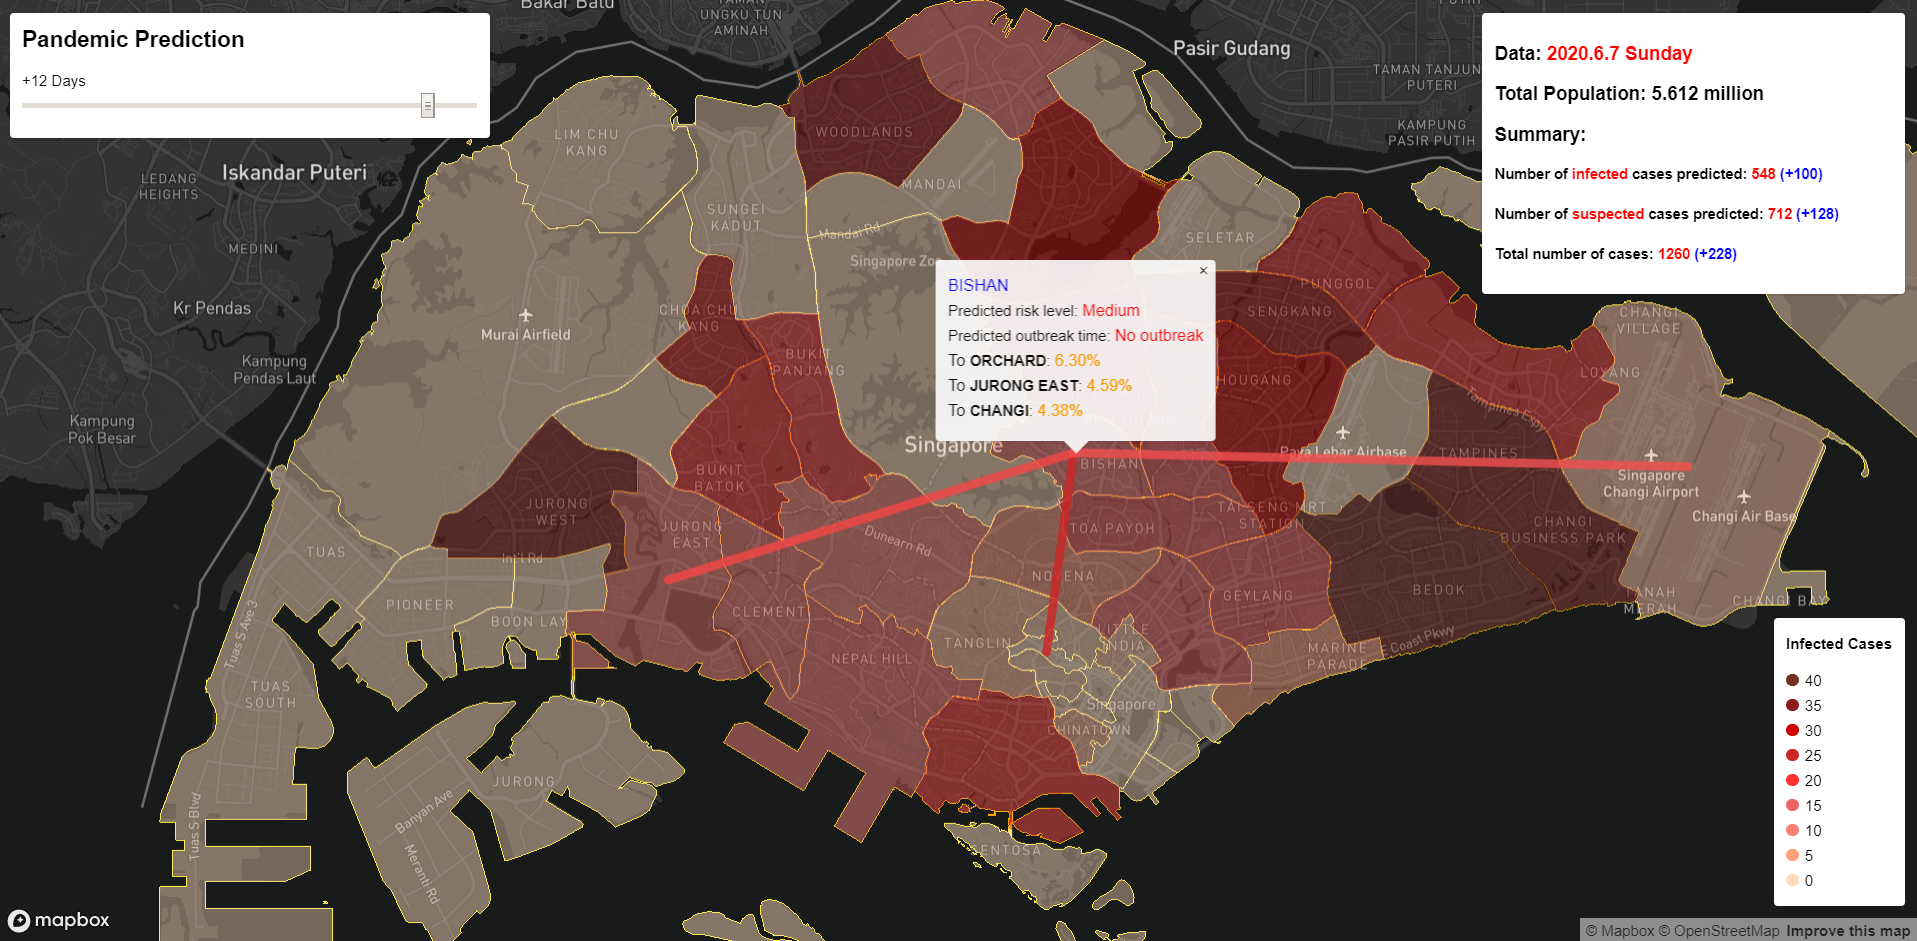 Pandemic Prediction
+12 Days
Data: 2020.6.7 Sunday
Total Population: 5.612 million
Summary:
Number of infected cases predicted: 548 (+100)
Number of suspected cases predicted: 712 (+128)
Total number of cases: 1260 (+228)
Bakar Batu
TAMAN
UNGKU TUN
AMINAH
Pasir Gudang
TAMAN TANJUN
PUTERI
KAMPUNG
PASIR PUTIH
LIM CHU
KANG
WOODLANDS
Iskandar Puteri
LEDANG
HEIGHTS
MANDAI
SUNGEI
KADUT
Mandai Rd
SELETAR
MEDINI
Singapore Zoo
BISHAN
×
Predicted risk level: Medium
Predicted outbreak time: No outbreak
To ORCHARD: 6.30%
To JURONG EAST: 4.59%
To CHANGI: 4.38%
PUNGGOL
SENGKANG
Kr Pendas
CHOA CHU
KANG
Murai Airfield
CHANGI
VILLAGE
Kampung
Pendas Laut
BUKIT
PANJANG
HOUGANG
LOYANG
Tampines Expy
Kampung
Pok Besar
Singapore
Paya Lebar Airbase
TAMPINES
BISHAN
BUKIT
BATOK
Singapore
Changi Airport
Changi Air Base
JURONG
WEST
JURONG
EAST
TOA PAYOH
TAI SENG MRT
STATION
CHANGI
BUSINESS PARK
Dunearn Rd
TUAS
Int'l Rd
NOVENA
BEDOK
GEYLANG
TANAH
MERAH
CHANGI BAY
PIONEER
BOON LAY
CLEMENT
Tuas S Ave 3
TANGLIN
LITTLE
INDIA
NEPAL HILL
MARINE
PARADE
E Coast Pkwy
TUAS
SOUTH
Singapore
CHINATOWN
JURONG
Banyan Ave
Tuas S Blvd
Meranti Rd
SENTOSA
Infected Cases
40
35
30
25
20
15
10
5
0
mapbox
© Mapbox © OpenStreetMap Improve this map